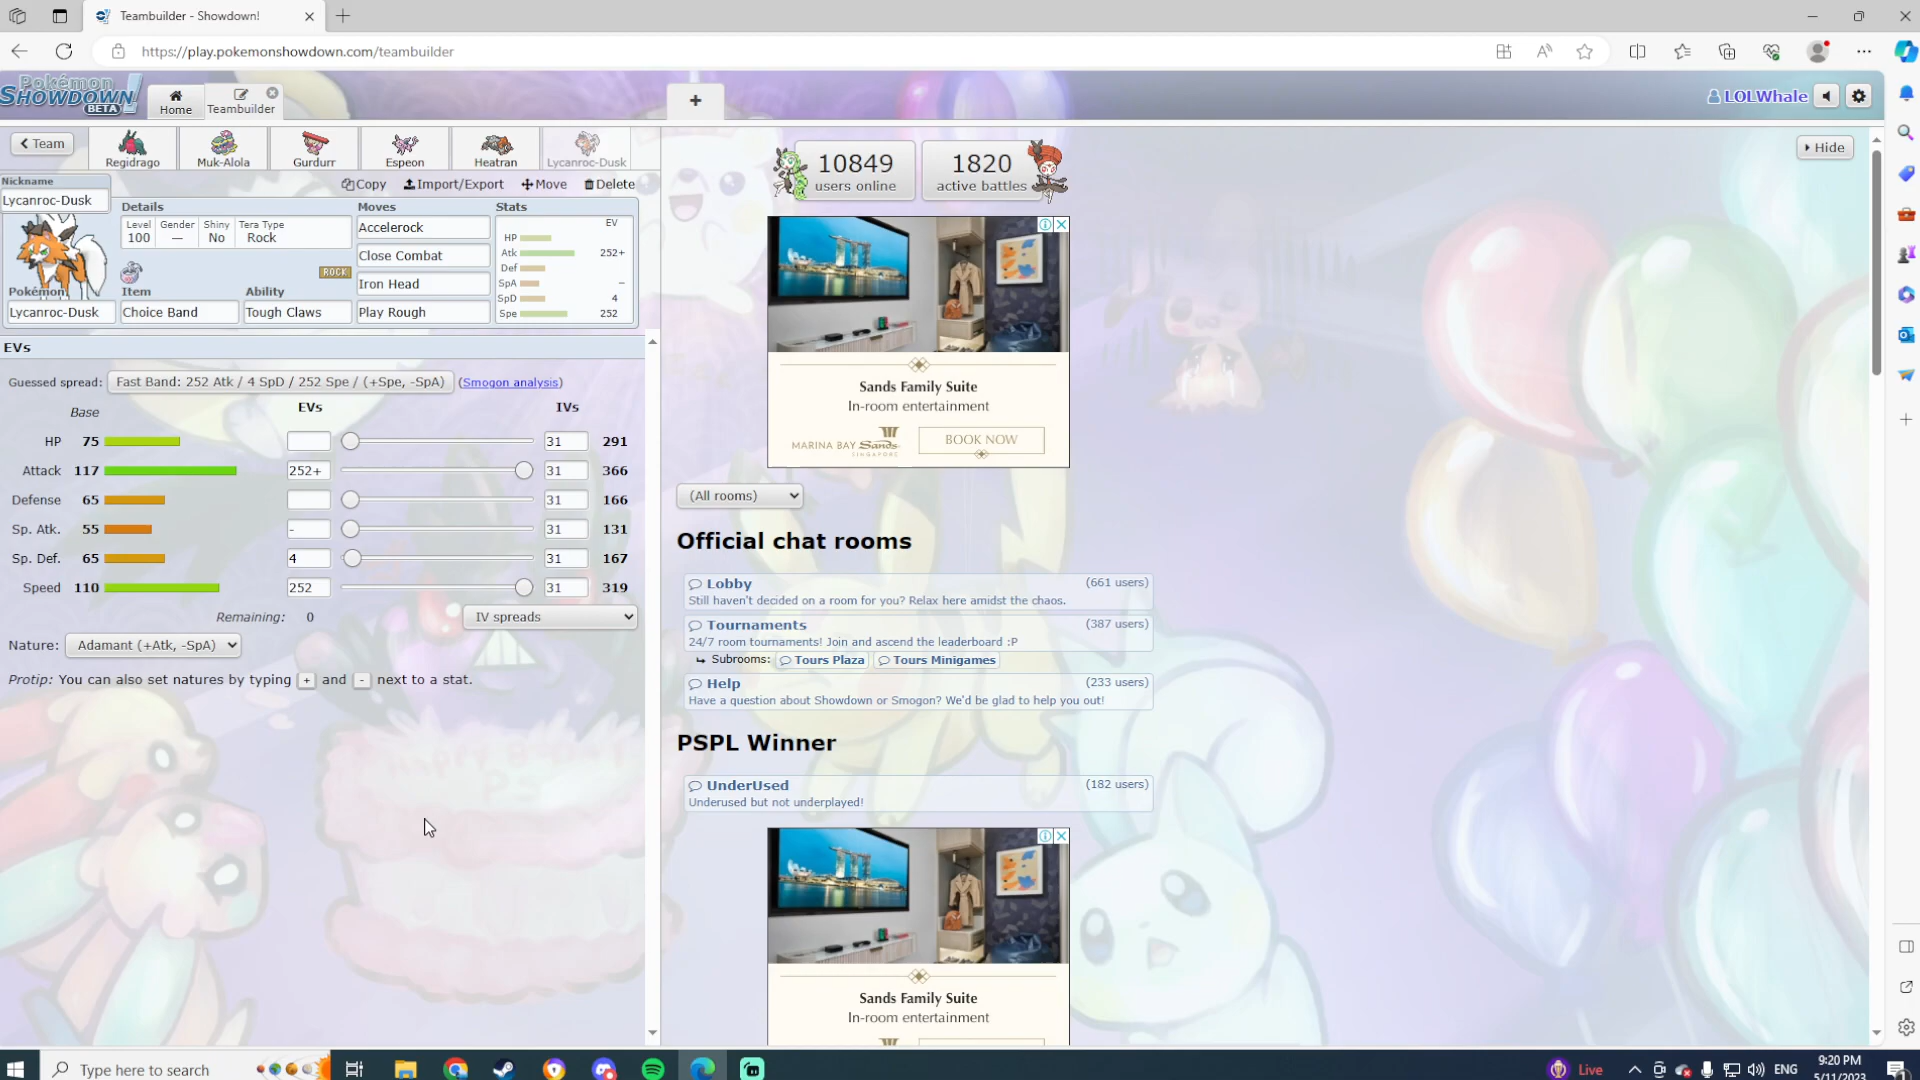 Teambuilder - Showdown!
https://play.pokemonshowdown.com/teambuilder
Pokémon
SHOWDOWN!
BETA
Home
Teambuilder
+
LOLWhale
< Team
Regidrago
Muk-Alola
Gurdurr
Espeon
Heatran
Lycanroc-Dusk
Copy Import/Export Move Delete
Nickname
Lycanroc-Dusk
Details
Level Gender Shiny Tera Type
100 — No Rock
ROCK
Pokémon Item Ability
Lycanroc-Dusk Choice Band Tough Claws
Moves
Accelerock
Close Combat
Iron Head
Play Rough
Stats
EV
HP
Atk 252+
Def
SpA –
SpD 4
Spe 252
EVs
Guessed spread: Fast Band: 252 Atk / 4 SpD / 252 Spe / (+Spe, -SpA) (Smogon analysis)
Base EVs IVs
HP 75 31 291
Attack 117 252+ 31 366
Defense 65 31 166
Sp. Atk. 55 - 31 131
Sp. Def. 65 4 31 167
Speed 110 252 31 319
Remaining: 0
IV spreads
Nature: Adamant (+Atk, -SpA)
Protip: You can also set natures by typing + and - next to a stat.
Hide
10849
users online
1820
active battles
Sands Family Suite
In-room entertainment
MARINA BAY Sands
SINGAPORE
BOOK NOW
(All rooms)
Official chat rooms
Lobby (661 users)
Still haven't decided on a room for you? Relax here amidst the chaos.
Tournaments (387 users)
24/7 room tournaments! Join and ascend the leaderboard :P
Subrooms: Tours Plaza Tours Minigames
Help (233 users)
Have a question about Showdown or Smogon? We'd be glad to help you out!
PSPL Winner
UnderUsed (182 users)
Underused but not underplayed!
Sands Family Suite
In-room entertainment
Type here to search
Live
ENG
9:20 PM
5/11/2023